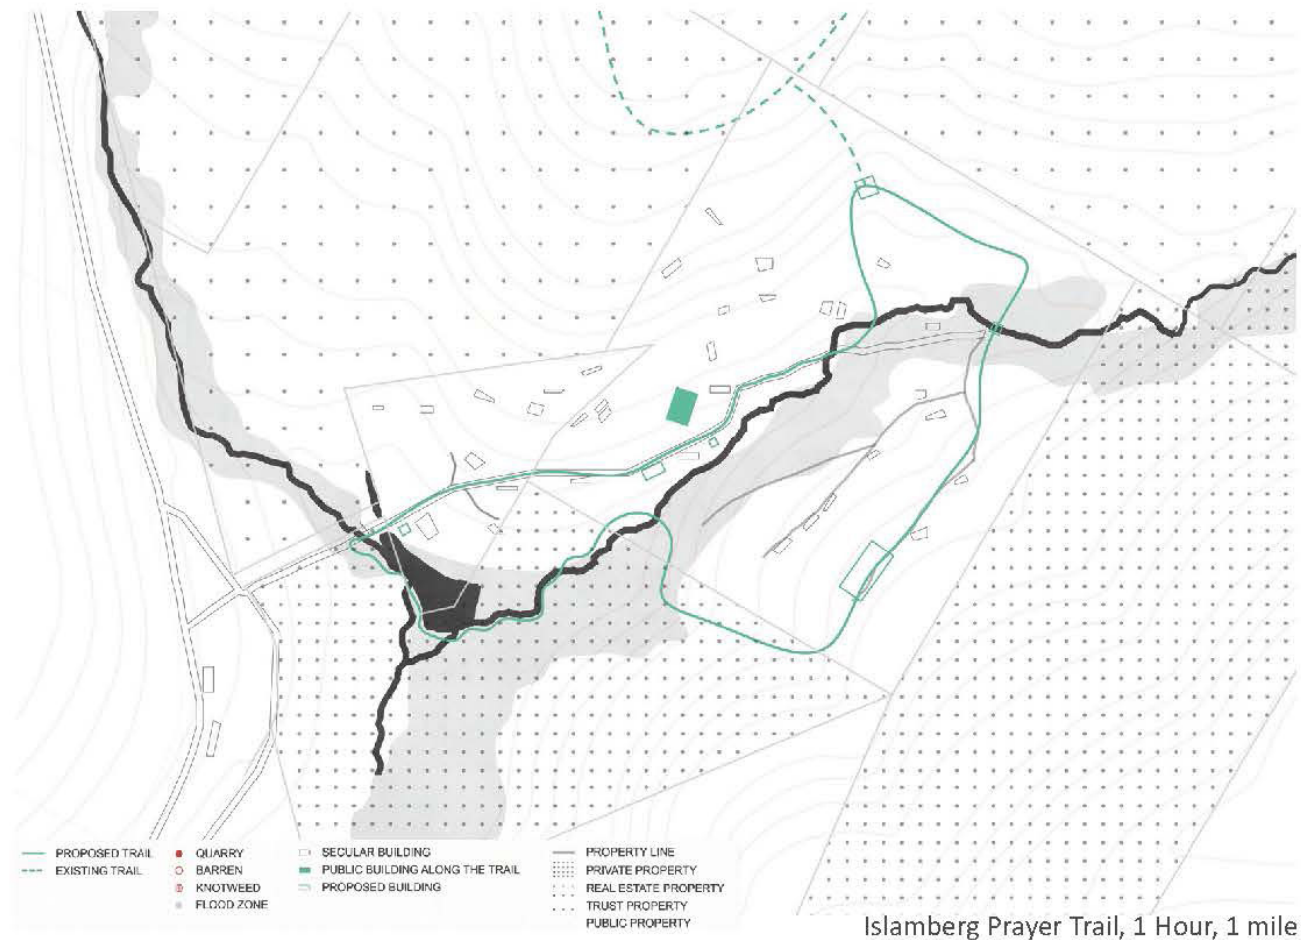 PROPOSED TRAIL
EXISTING TRAIL
QUARRY
BARREN
KNOTWEED
FLOOD ZONE
SECULAR BUILDING
PUBLIC BUILDING ALONG THE TRAIL
PROPOSED BUILDING
PROPERTY LINE
PRIVATE PROPERTY
REAL ESTATE PROPERTY
TRUST PROPERTY
PUBLIC PROPERTY
Islamberg Prayer Trail, 1 Hour, 1 mile